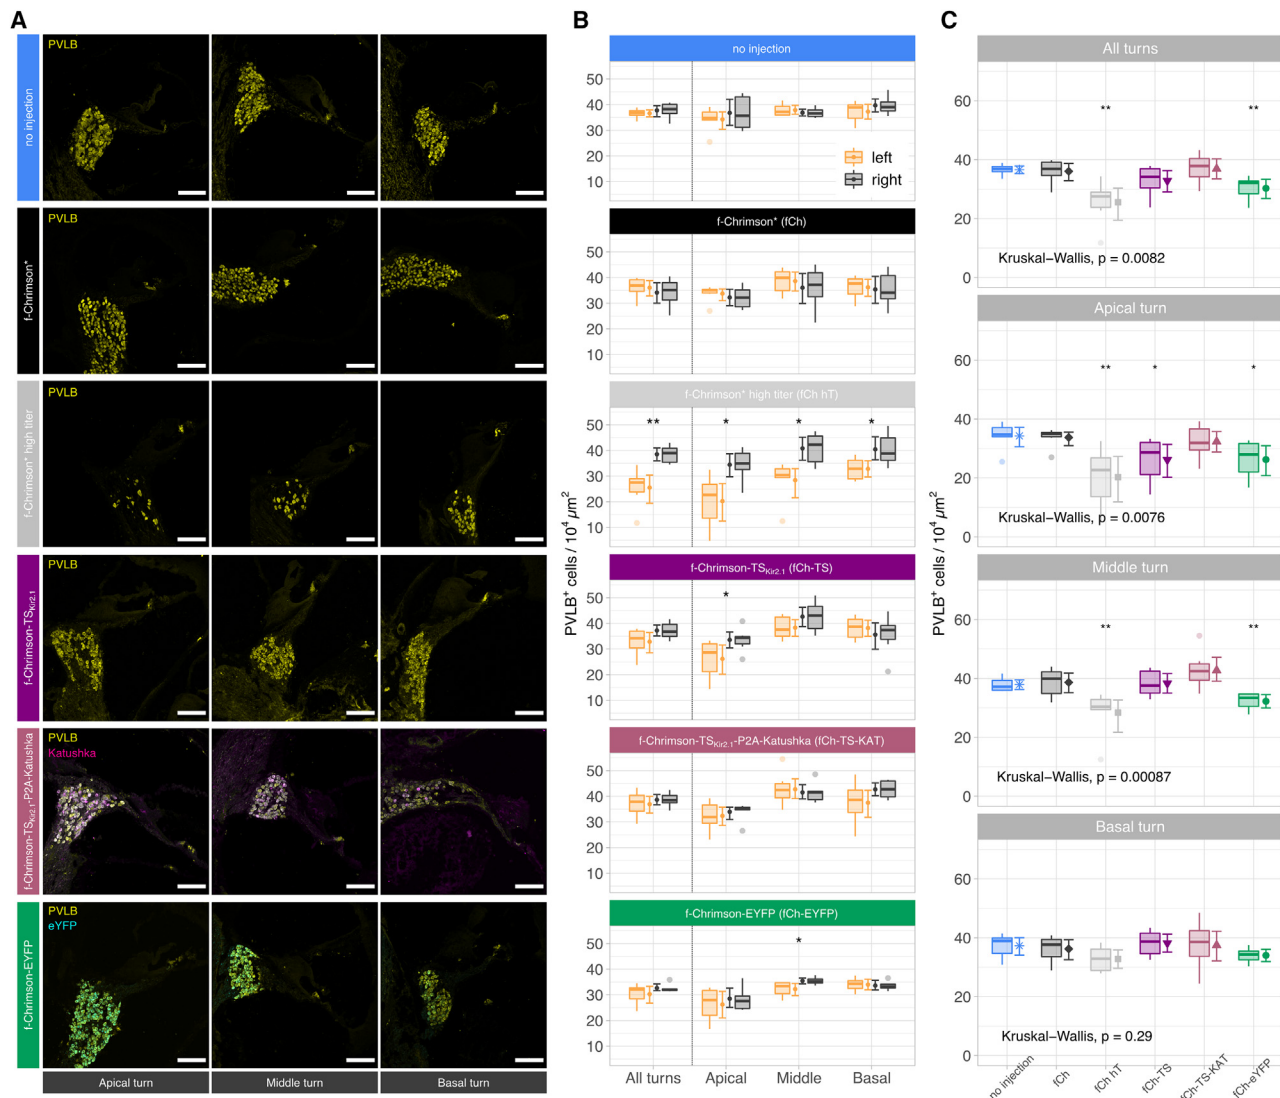 A
no injection
PVLB
f-Chrimson*
PVLB
f-Chrimson* high titer
PVLB
f-Chrimson-TSKir2.1
PVLB
f-Chrimson-TSKir2.1-P2A-Katushka
PVLB
Katushka
f-Chrimson-EYFP
PVLB
eYFP
Apical turn
Middle turn
Basal turn
B
PVLB+ cells / 10⁴ µm²
no injection
50
40
30
20
10
left
right
f-Chrimson* (fCh)
50
40
30
20
10
f-Chrimson* high titer (fCh hT)
** * * *
50
40
30
20
10
f-Chrimson-TSKir2.1 (fCh-TS)
*
50
40
30
20
10
f-Chrimson-TSKir2.1-P2A-Katushka (fCh-TS-KAT)
50
40
30
20
10
f-Chrimson-EYFP (fCh-EYFP)
*
50
40
30
20
10
All turns
Apical
Middle
Basal
C
PVLB+ cells / 10⁴ µm²
All turns
** **
60
40
20
0
Kruskal−Wallis, p = 0.0082
Apical turn
** * *
60
40
20
0
Kruskal−Wallis, p = 0.0076
Middle turn
** **
60
40
20
0
Kruskal−Wallis, p = 0.00087
Basal turn
60
40
20
0
Kruskal−Wallis, p = 0.29
no injection
fCh
fCh hT
fCh-TS
fCh-TS-KAT
fCh-eYFP